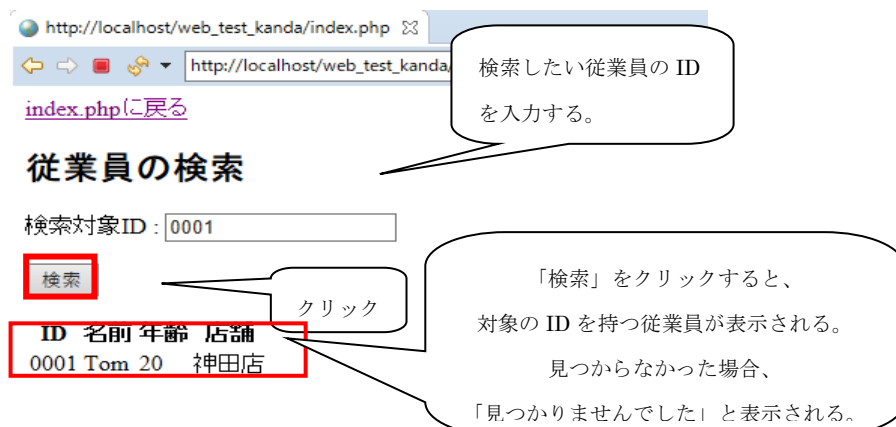 http://localhost/web_test_kanda/index.php
http://localhost/web_test_kanda/
検索したい従業員の ID
を入力する。
index.phpに戻る
従業員の検索
検索対象ID : 0001
検索
クリック
「検索」をクリックすると、
対象の ID を持つ従業員が表示される。
見つからなかった場合、
「見つかりませんでした」と表示される。
ID 名前 年齢 店舗
0001 Tom 20 神田店